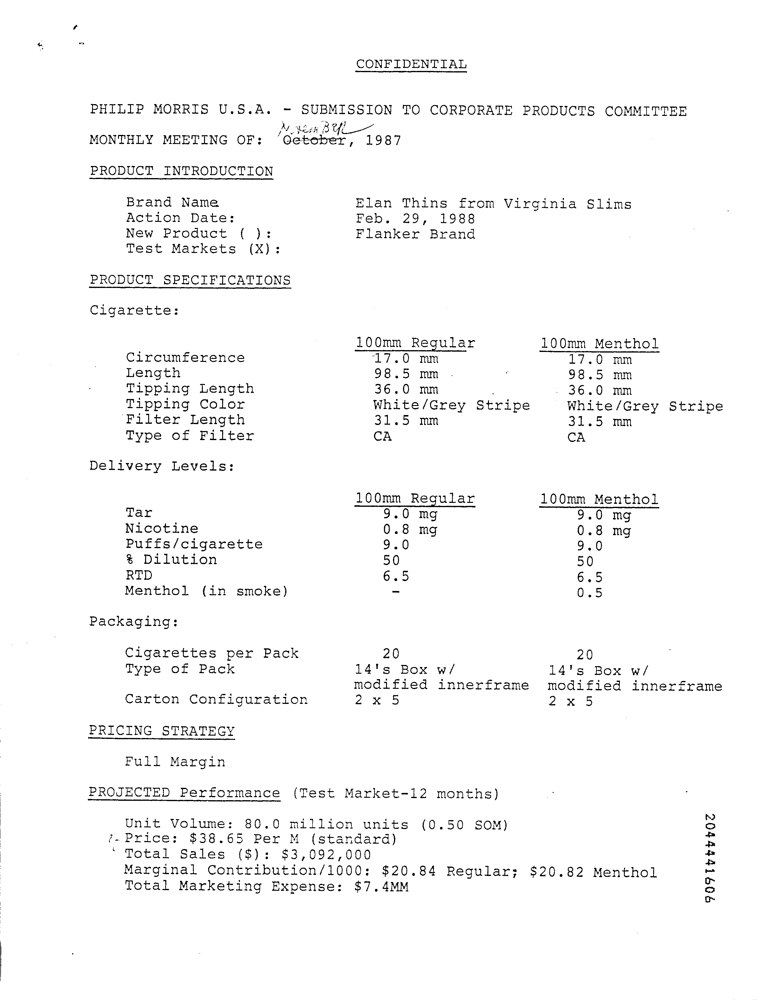 CONFIDENTIAL
PHILIP MORRIS U.S.A. - SUBMISSION TO CORPORATE PRODUCTS COMMITTEE
November
MONTHLY MEETING OF: October, 1987
PRODUCT INTRODUCTION
Brand Name Elan Thins from Virginia Slims
Action Date: Feb. 29, 1988
New Product ( ): Flanker Brand
Test Markets (X):
PRODUCT SPECIFICATIONS
Cigarette:
100mm Regular 100mm Menthol
Circumference 17.0 mm 17.0 mm
Length 98.5 mm 98.5 mm
Tipping Length 36.0 mm 36.0 mm
Tipping Color White/Grey Stripe White/Grey Stripe
Filter Length 31.5 mm 31.5 mm
Type of Filter CA CA
Delivery Levels:
100mm Regular 100mm Menthol
Tar 9.0 mg 9.0 mg
Nicotine 0.8 mg 0.8 mg
Puffs/cigarette 9.0 9.0
% Dilution 50 50
RTD 6.5 6.5
Menthol (in smoke) - 0.5
Packaging:
Cigarettes per Pack 20 20
Type of Pack 14's Box w/ 14's Box w/
modified innerframe modified innerframe
Carton Configuration 2 x 5 2 x 5
PRICING STRATEGY
Full Margin
PROJECTED Performance (Test Market-12 months)
Unit Volume: 80.0 million units (0.50 SOM)
Price: $38.65 Per M (standard)
Total Sales ($): $3,092,000
Marginal Contribution/1000: $20.84 Regular; $20.82 Menthol
Total Marketing Expense: $7.4MM
2044441606